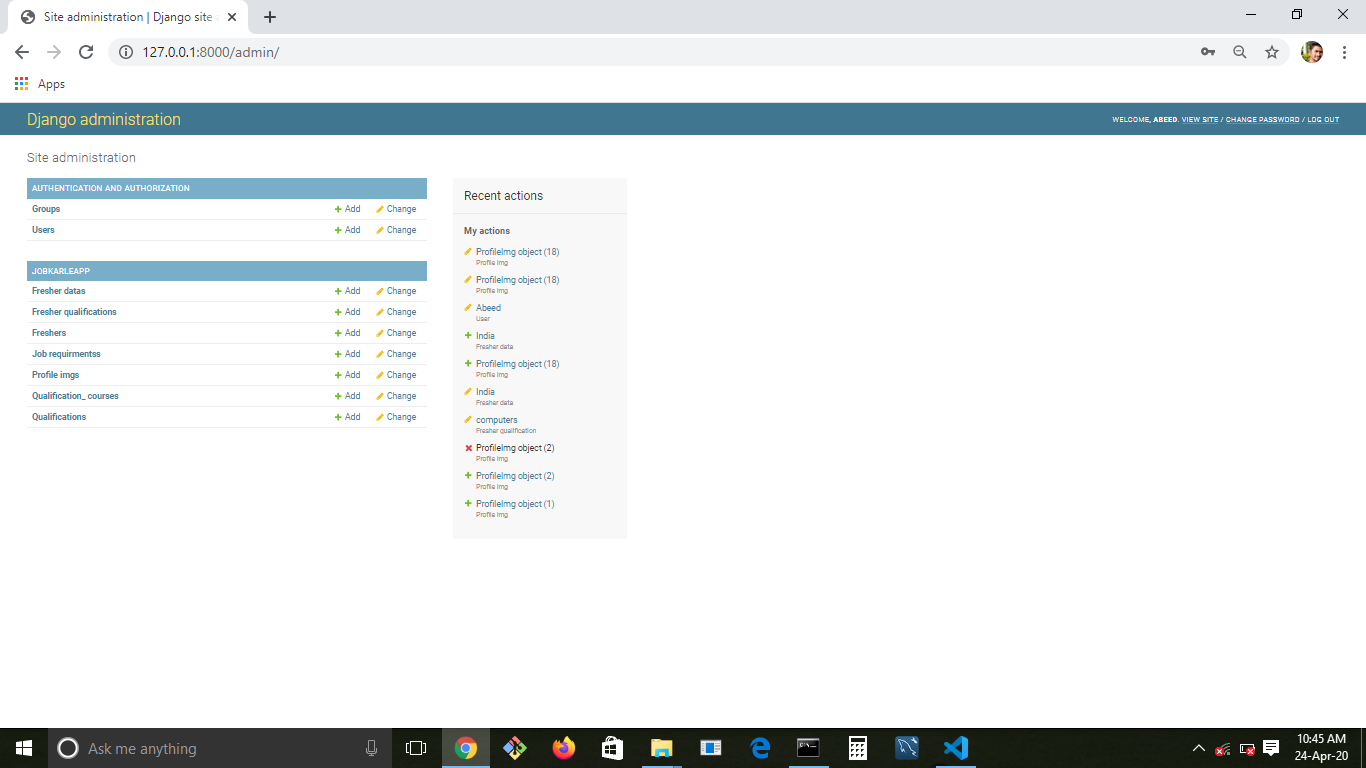 Site administration | Django site a
127.0.0.1:8000/admin/
Apps
Django administration
WELCOME, ABEED. VIEW SITE / CHANGE PASSWORD / LOG OUT
Site administration
AUTHENTICATION AND AUTHORIZATION
Groups Add Change
Users Add Change
JOBKARLEAPP
Fresher datas Add Change
Fresher qualifications Add Change
Freshers Add Change
Job requirmentss Add Change
Profile imgs Add Change
Qualification_ courses Add Change
Qualifications Add Change
Recent actions
My actions
ProfileImg object (18)
Profile img
ProfileImg object (18)
Profile img
Abeed
User
India
Fresher data
ProfileImg object (18)
Profile img
India
Fresher data
computers
Fresher qualification
ProfileImg object (2)
Profile img
ProfileImg object (2)
Profile img
ProfileImg object (1)
Profile img
Ask me anything
10:45 AM
24-Apr-20